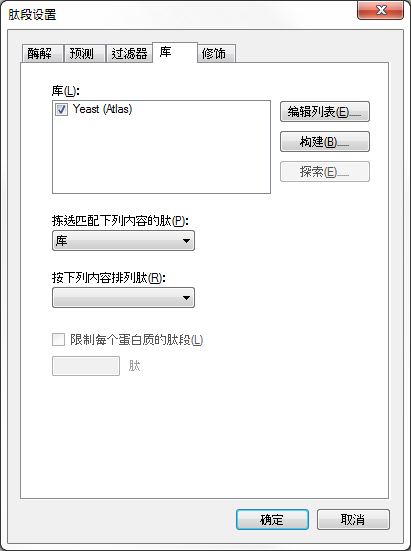 肽段设置
酶解 预测 过滤器 库 修饰
库(L):
Yeast (Atlas)
编辑列表(E)....
构建(B)....
探索(E)....
拣选匹配下列内容的肽(P):
库
按下列内容排列肽(R):
限制每个蛋白质的肽段(L)
肽
确定 取消